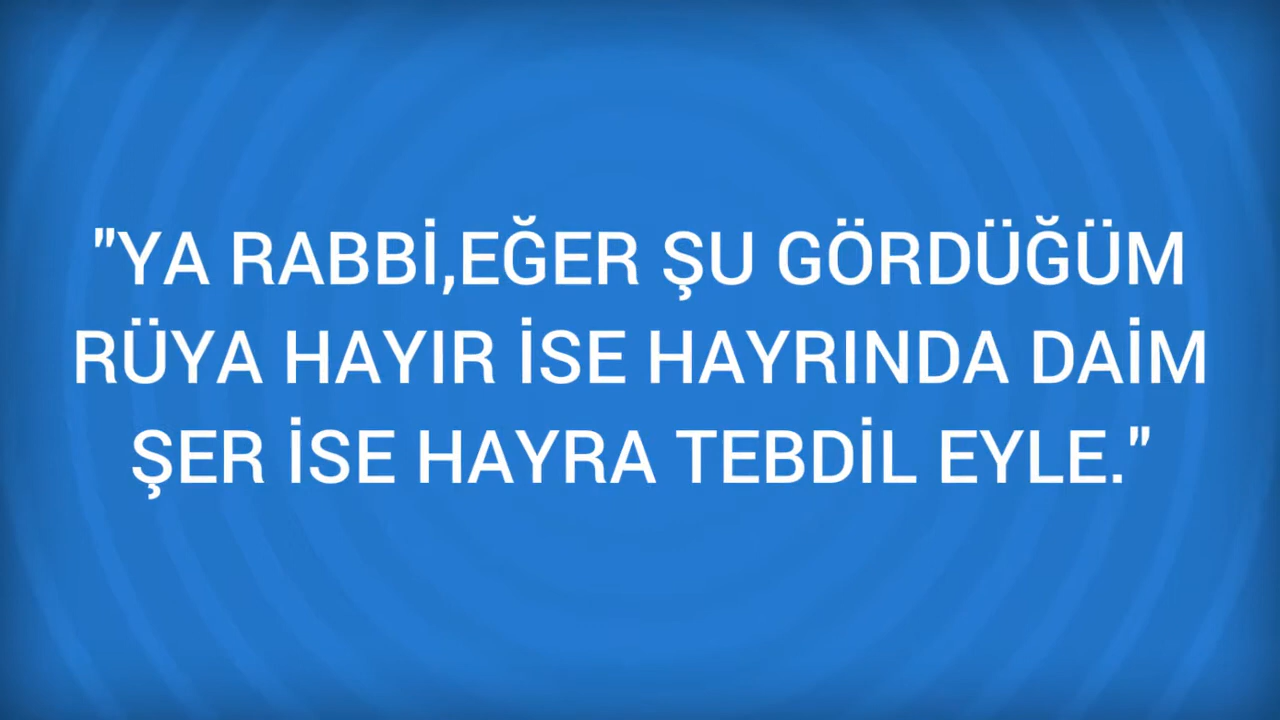 "YA RABBİ,EĞER ŞU GÖRDÜĞÜM
RÜYA HAYIR İSE HAYRINDA DAİM
ŞER İSE HAYRA TEBDİL EYLE."